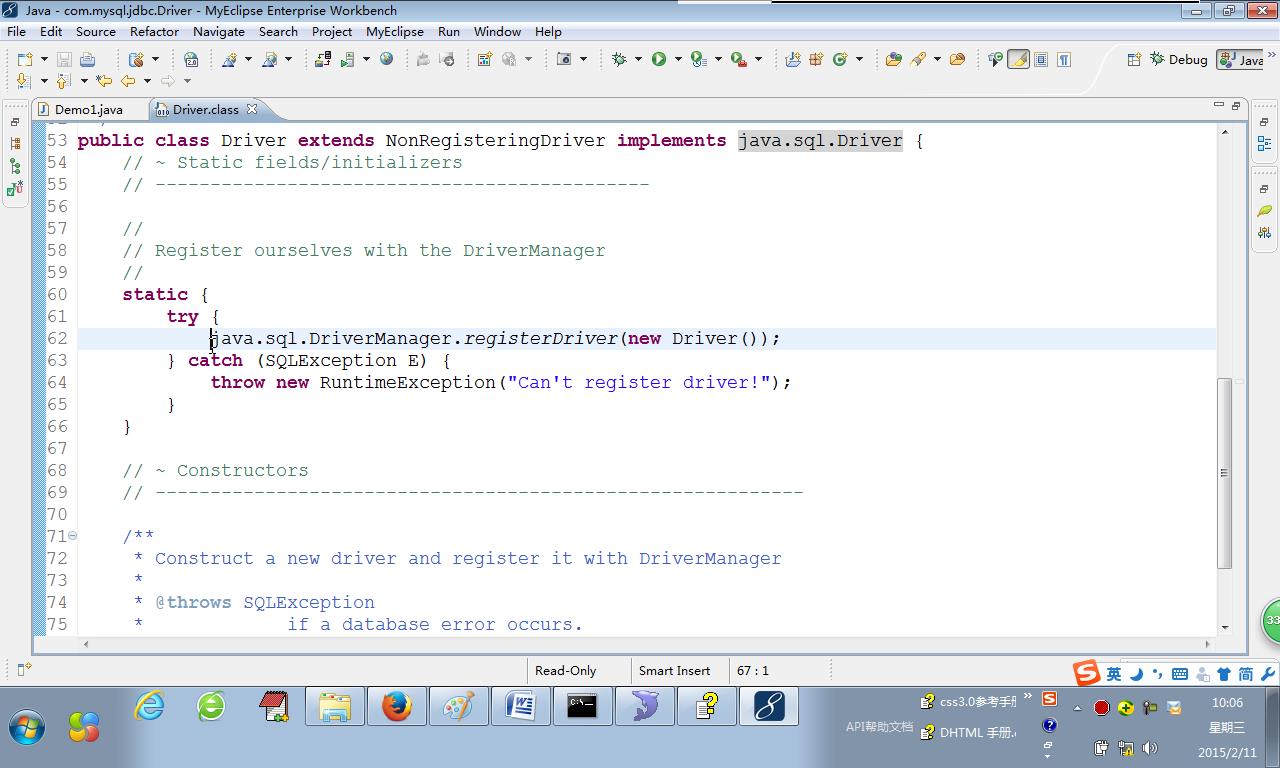 Java - com.mysql.jdbc.Driver - MyEclipse Enterprise Workbench
File Edit Source Refactor Navigate Search Project MyEclipse Run Window Help
Debug Java
Demo1.java Driver.class
53 public class Driver extends NonRegisteringDriver implements java.sql.Driver {
54 // ~ Static fields/initializers
55 // ---------------------------------------------
56
57 //
58 // Register ourselves with the DriverManager
59 //
60 static {
61 try {
62 java.sql.DriverManager.registerDriver(new Driver());
63 } catch (SQLException E) {
64 throw new RuntimeException("Can't register driver!");
65 }
66 }
67
68 // ~ Constructors
69 // -----------------------------------------------------------
70
71 /**
72 * Construct a new driver and register it with DriverManager
73 *
74 * @throws SQLException
75 * if a database error occurs.
33
Read-Only Smart Insert 67 : 1
英 简
API帮助文档
css3.0参考手册
DHTML 手册.c
10:06
星期三
2015/2/11